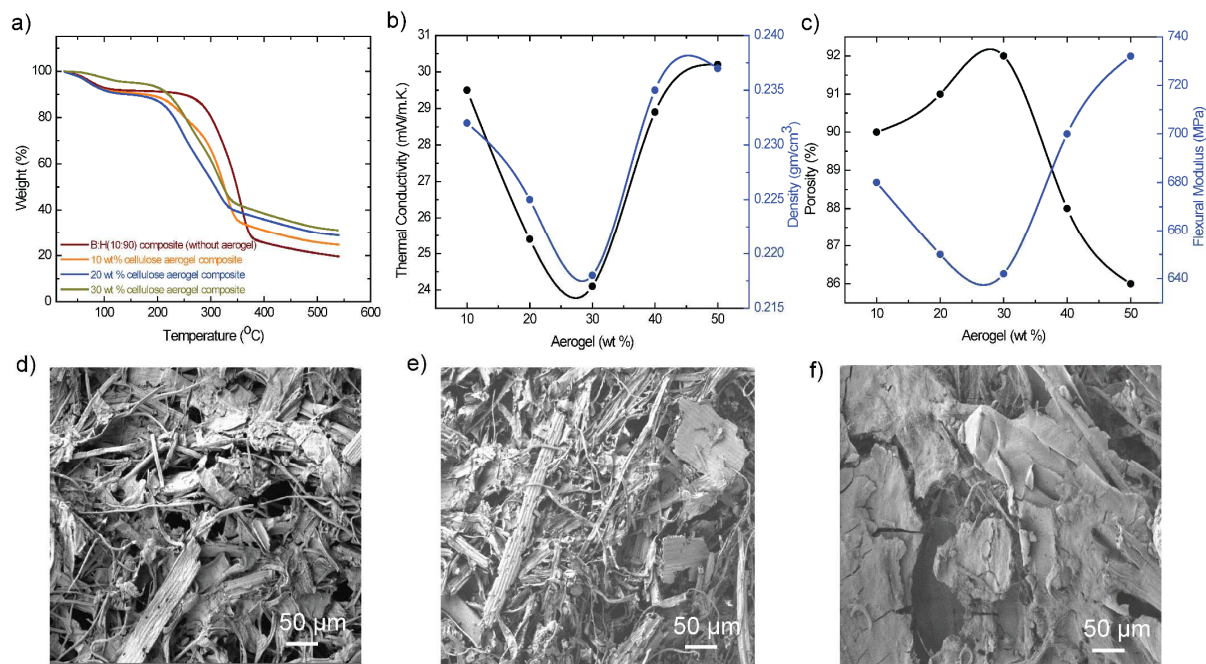 a)
100
80
60
40
20
0
Weight (%)
B:H(10:90) composite (without aerogel)
10 wt% cellulose aerogel composite
20 wt % cellulose aerogel composite
30 wt % cellulose aerogel composite
0 100 200 300 400 500 600
Temperature (OC)
b)
31
30
29
28
27
26
25
24
Thermal Conductivity (mW/m.K.)
0.240
0.235
0.230
0.225
0.220
0.215
Density (gm/cm3)
10 20 30 40 50
Aerogel (wt %)
c)
92
91
90
89
88
87
86
Porosity (%)
740
720
700
680
660
640
Flexural Modulus (MPa)
10 20 30 40 50
Aerogel (wt %)
d)
50 µm
e)
50 µm
f)
50 µm